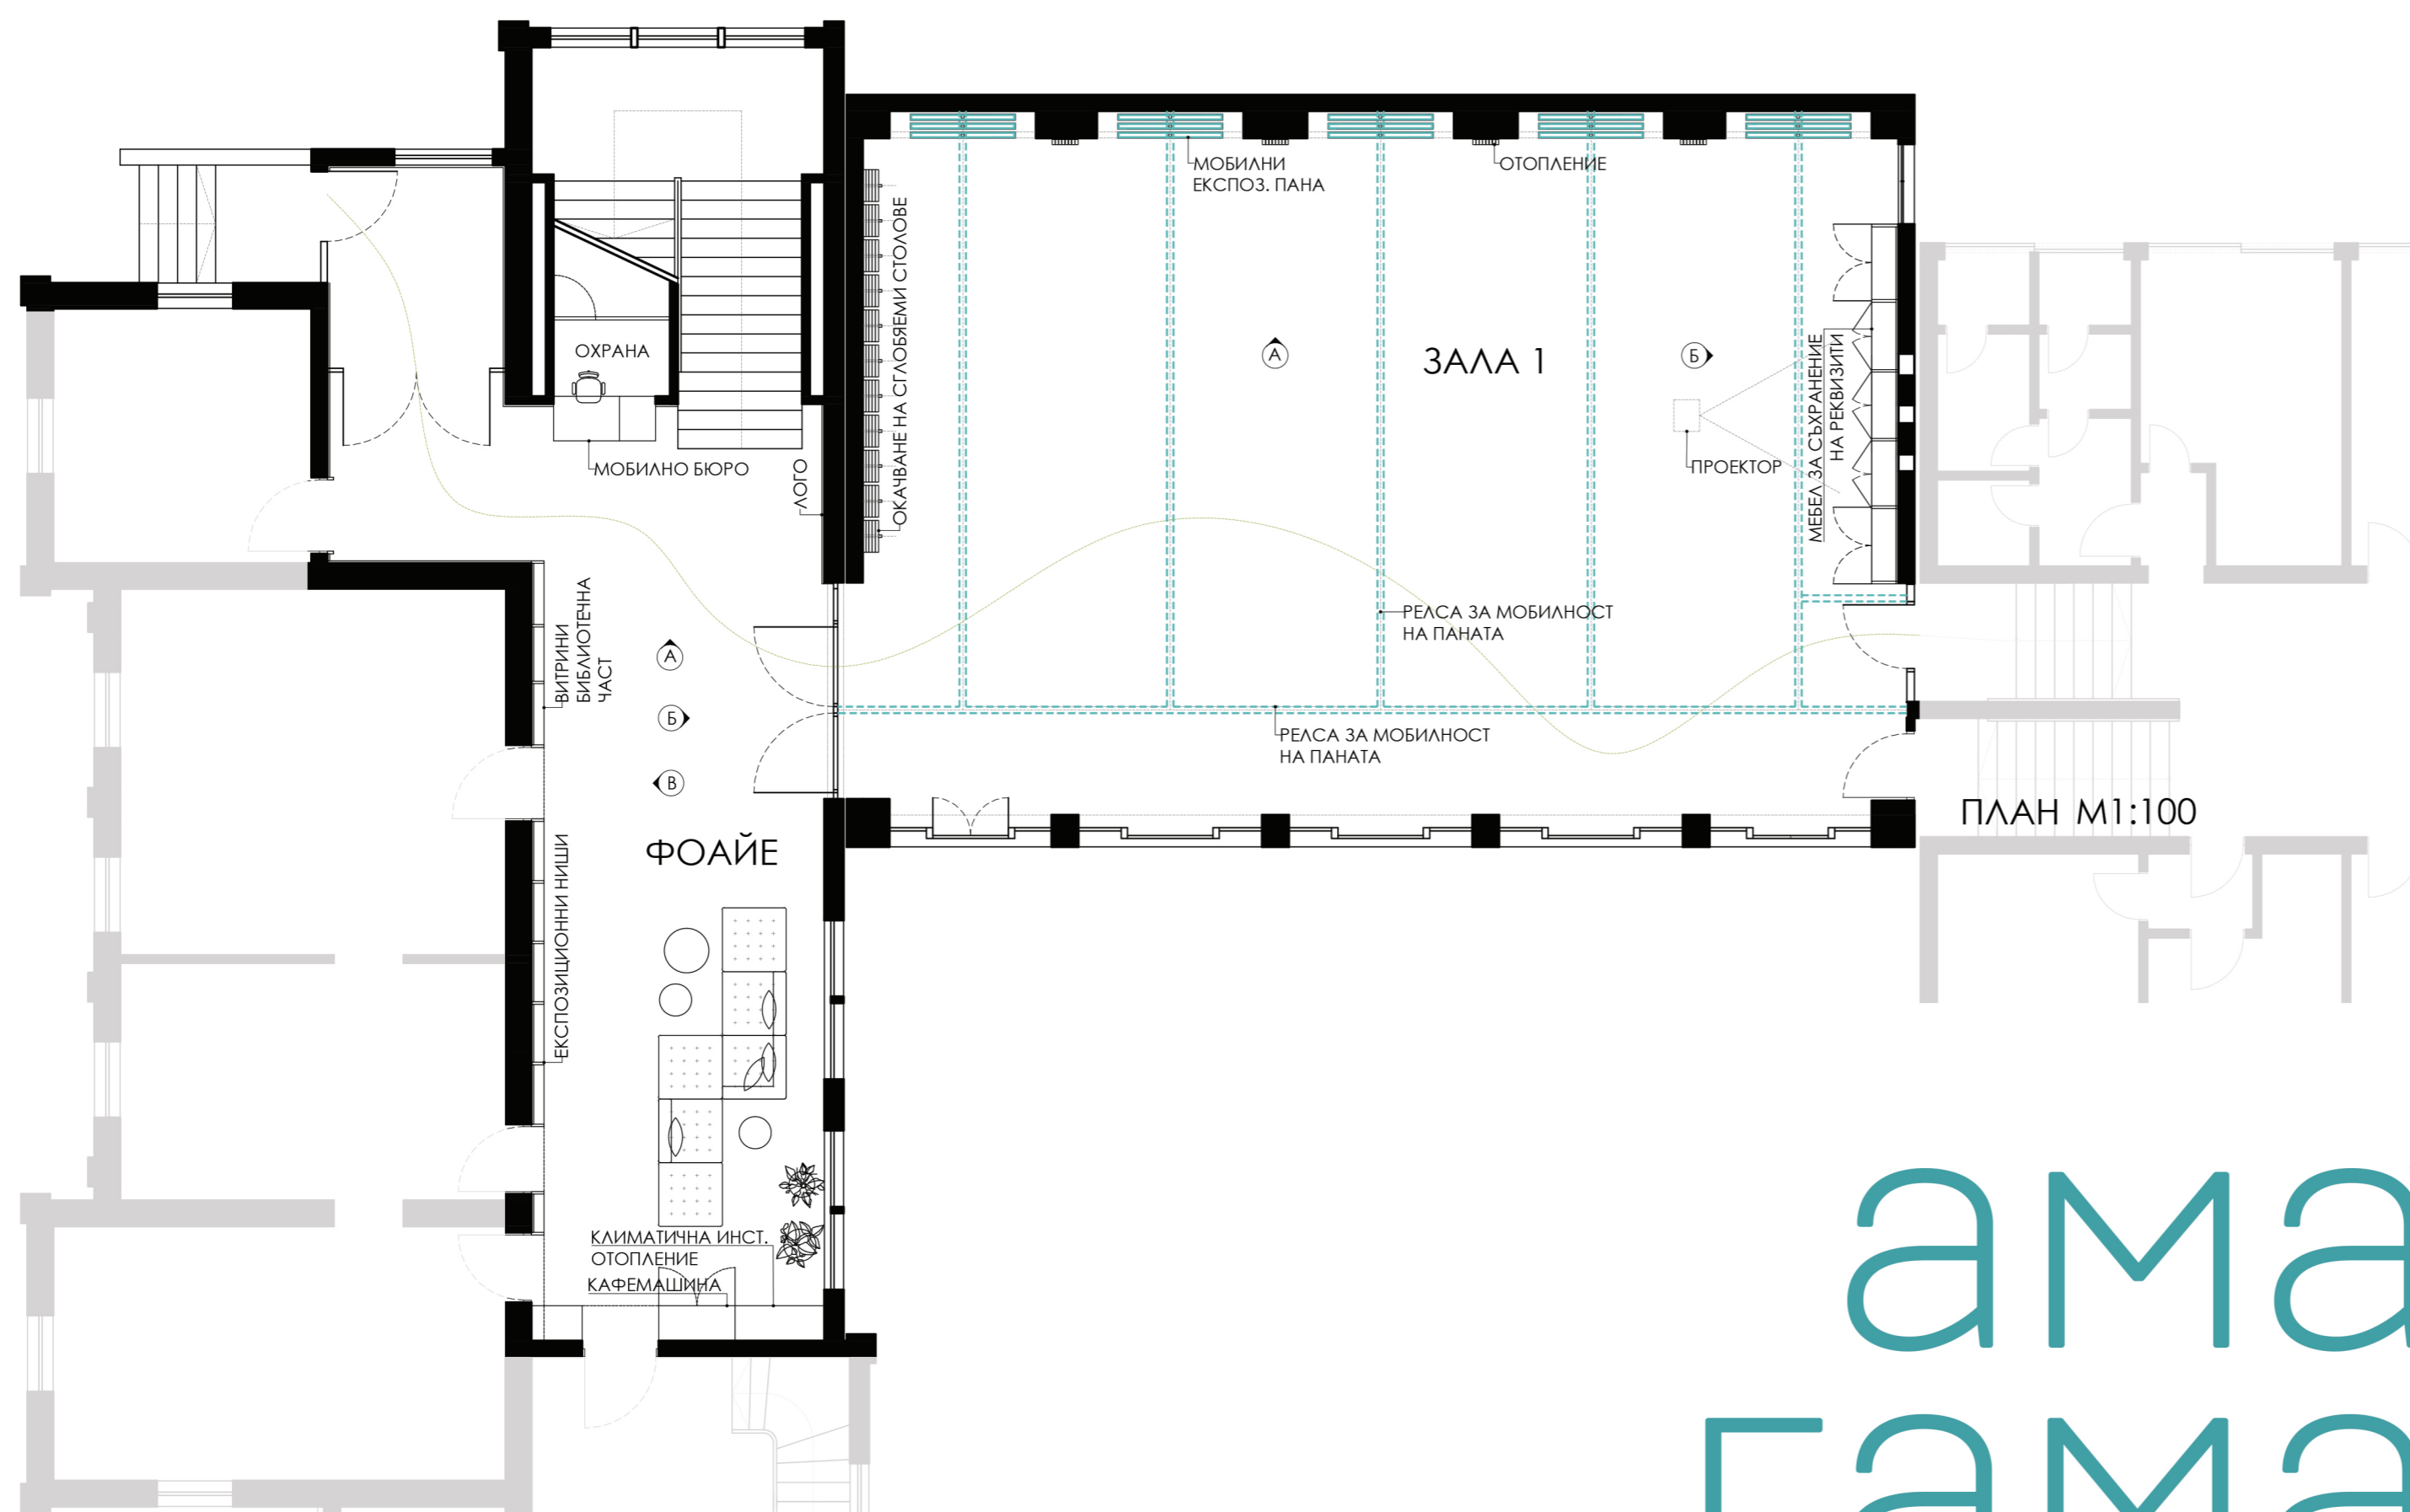 МОБИЛНИ
ЕКСПОЗ. ПАНА
ОТОПЛЕНИЕ
ОКАЧВАНЕ НА СГЛОБЯЕМИ СТОЛОВЕ
ОХРАНА
А
ЗАЛА 1
Б
МЕБЕЛ ЗА СЪХРАНЕНИЕ
НА РЕКВИЗИТИ
МОБИЛНО БЮРО
ЛОГО
ПРОЕКТОР
ВИТРИНИ
БИБЛИОТЕЧНА
ЧАСТ
РЕЛСА ЗА МОБИЛНОСТ
НА ПАНАТА
А
Б
В
РЕЛСА ЗА МОБИЛНОСТ
НА ПАНАТА
ПЛАН М1:100
ФОАЙЕ
ЕКСПОЗИЦИОННИ НИШИ
КЛИМАТИЧНА ИНСТ.
ОТОПЛЕНИЕ
КАФЕМАШИНА
ама
гама